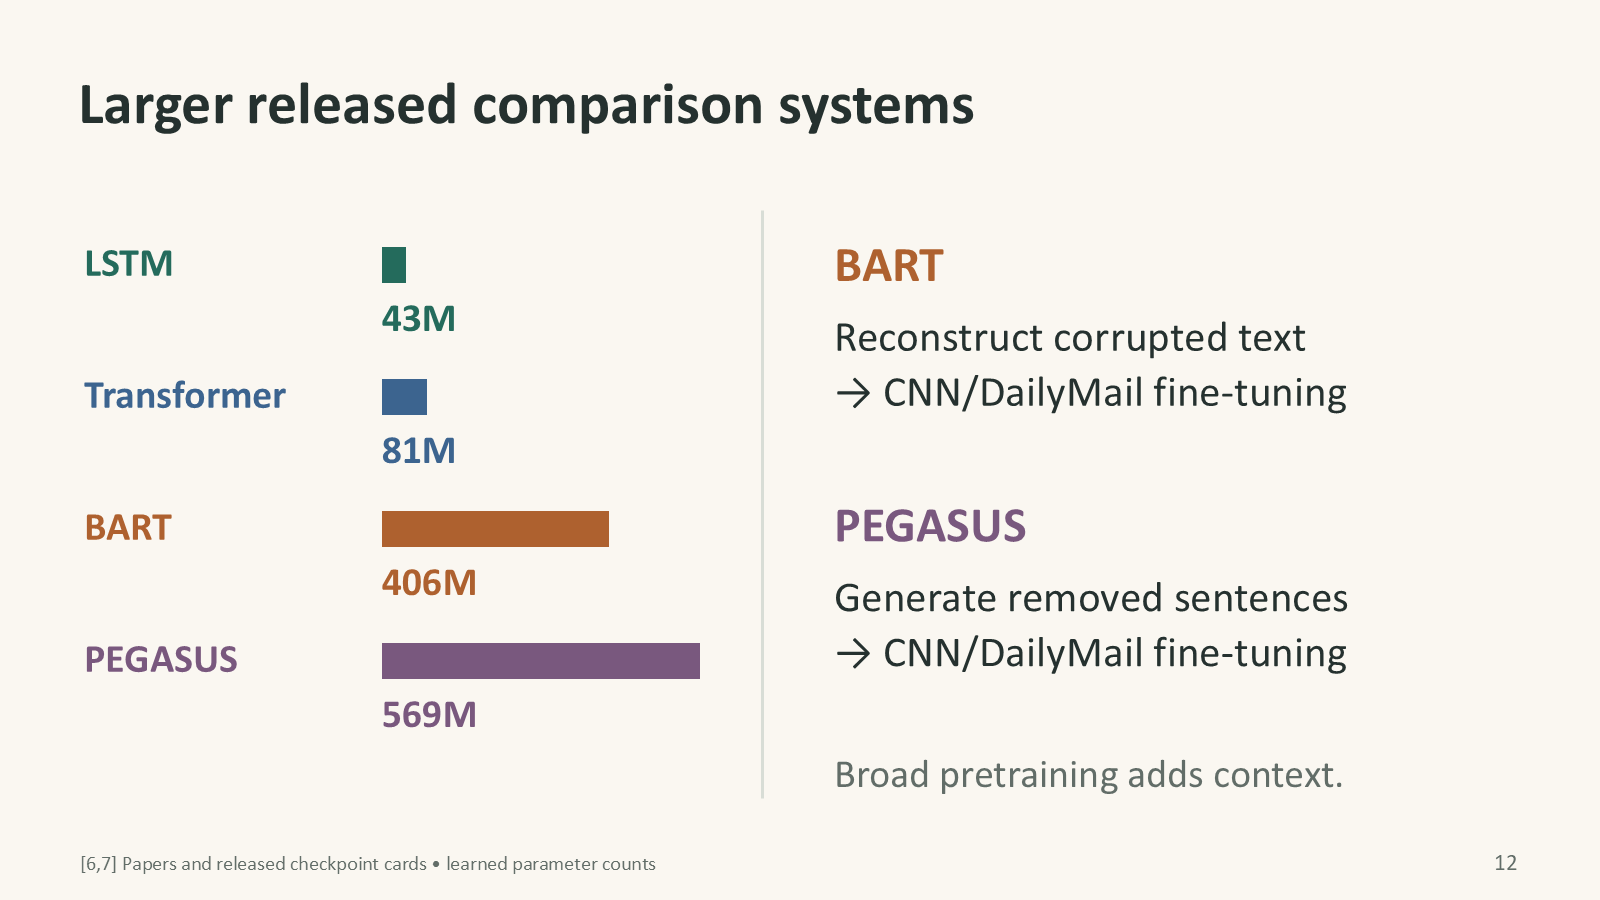 Larger released comparison systems
LSTM
43M
Transformer
81M
BART
406M
PEGASUS
569M
BART
Reconstruct corrupted text
→ CNN/DailyMail fine-tuning
PEGASUS
Generate removed sentences
→ CNN/DailyMail fine-tuning
Broad pretraining adds context.
[6,7] Papers and released checkpoint cards • learned parameter counts
12